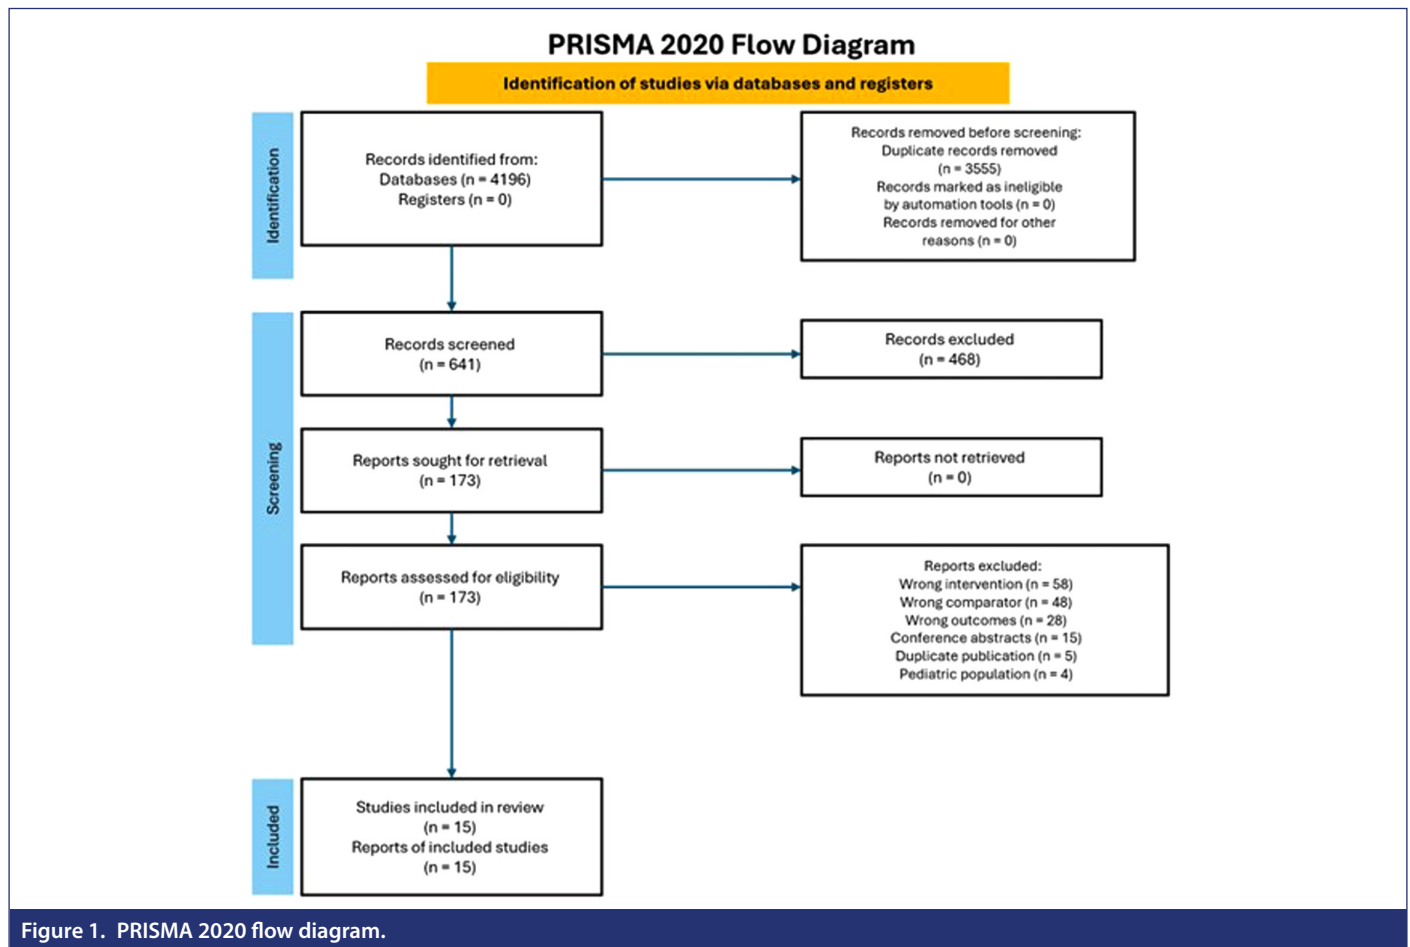 PRISMA 2020 Flow Diagram
Identification of studies via databases and registers
Identification
Records identified from:
Databases (n = 4196)
Registers (n = 0)
Records removed before screening:
Duplicate records removed
(n = 3555)
Records marked as ineligible
by automation tools (n = 0)
Records removed for other
reasons (n = 0)
Screening
Records screened
(n = 641)
Records excluded
(n = 468)
Reports sought for retrieval
(n = 173)
Reports not retrieved
(n = 0)
Reports assessed for eligibility
(n = 173)
Reports excluded:
Wrong intervention (n = 58)
Wrong comparator (n = 48)
Wrong outcomes (n = 28)
Conference abstracts (n = 15)
Duplicate publication (n = 5)
Pediatric population (n = 4)
Included
Studies included in review
(n = 15)
Reports of included studies
(n = 15)
Figure 1. PRISMA 2020 flow diagram.